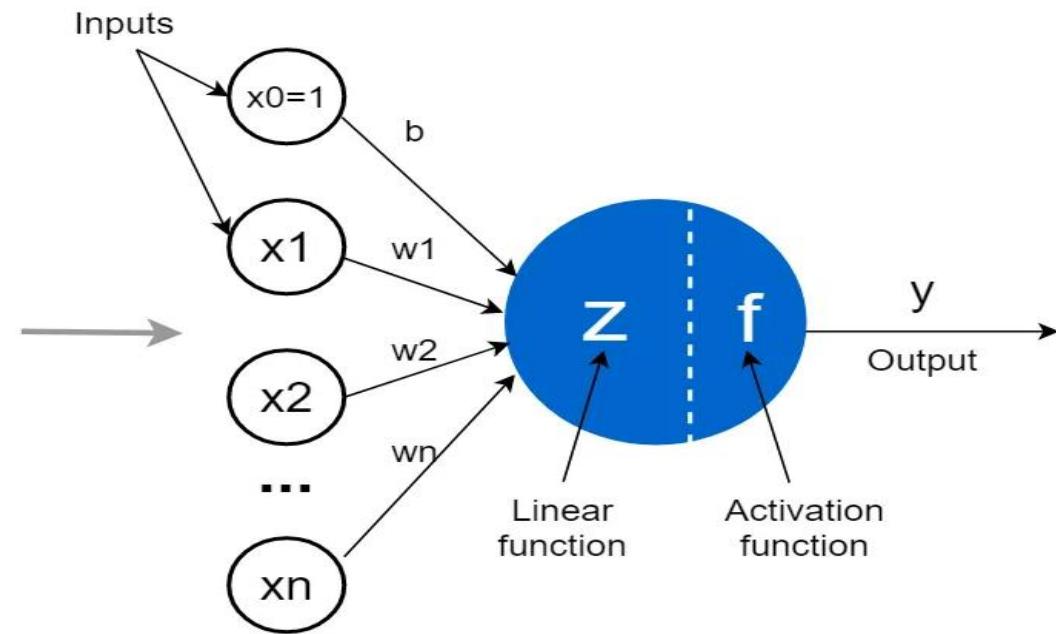 Inputs
x0=1
b
x1
w1
z
f
y
Output
w2
x2
wn
...
xn
Linear
function
Activation
function